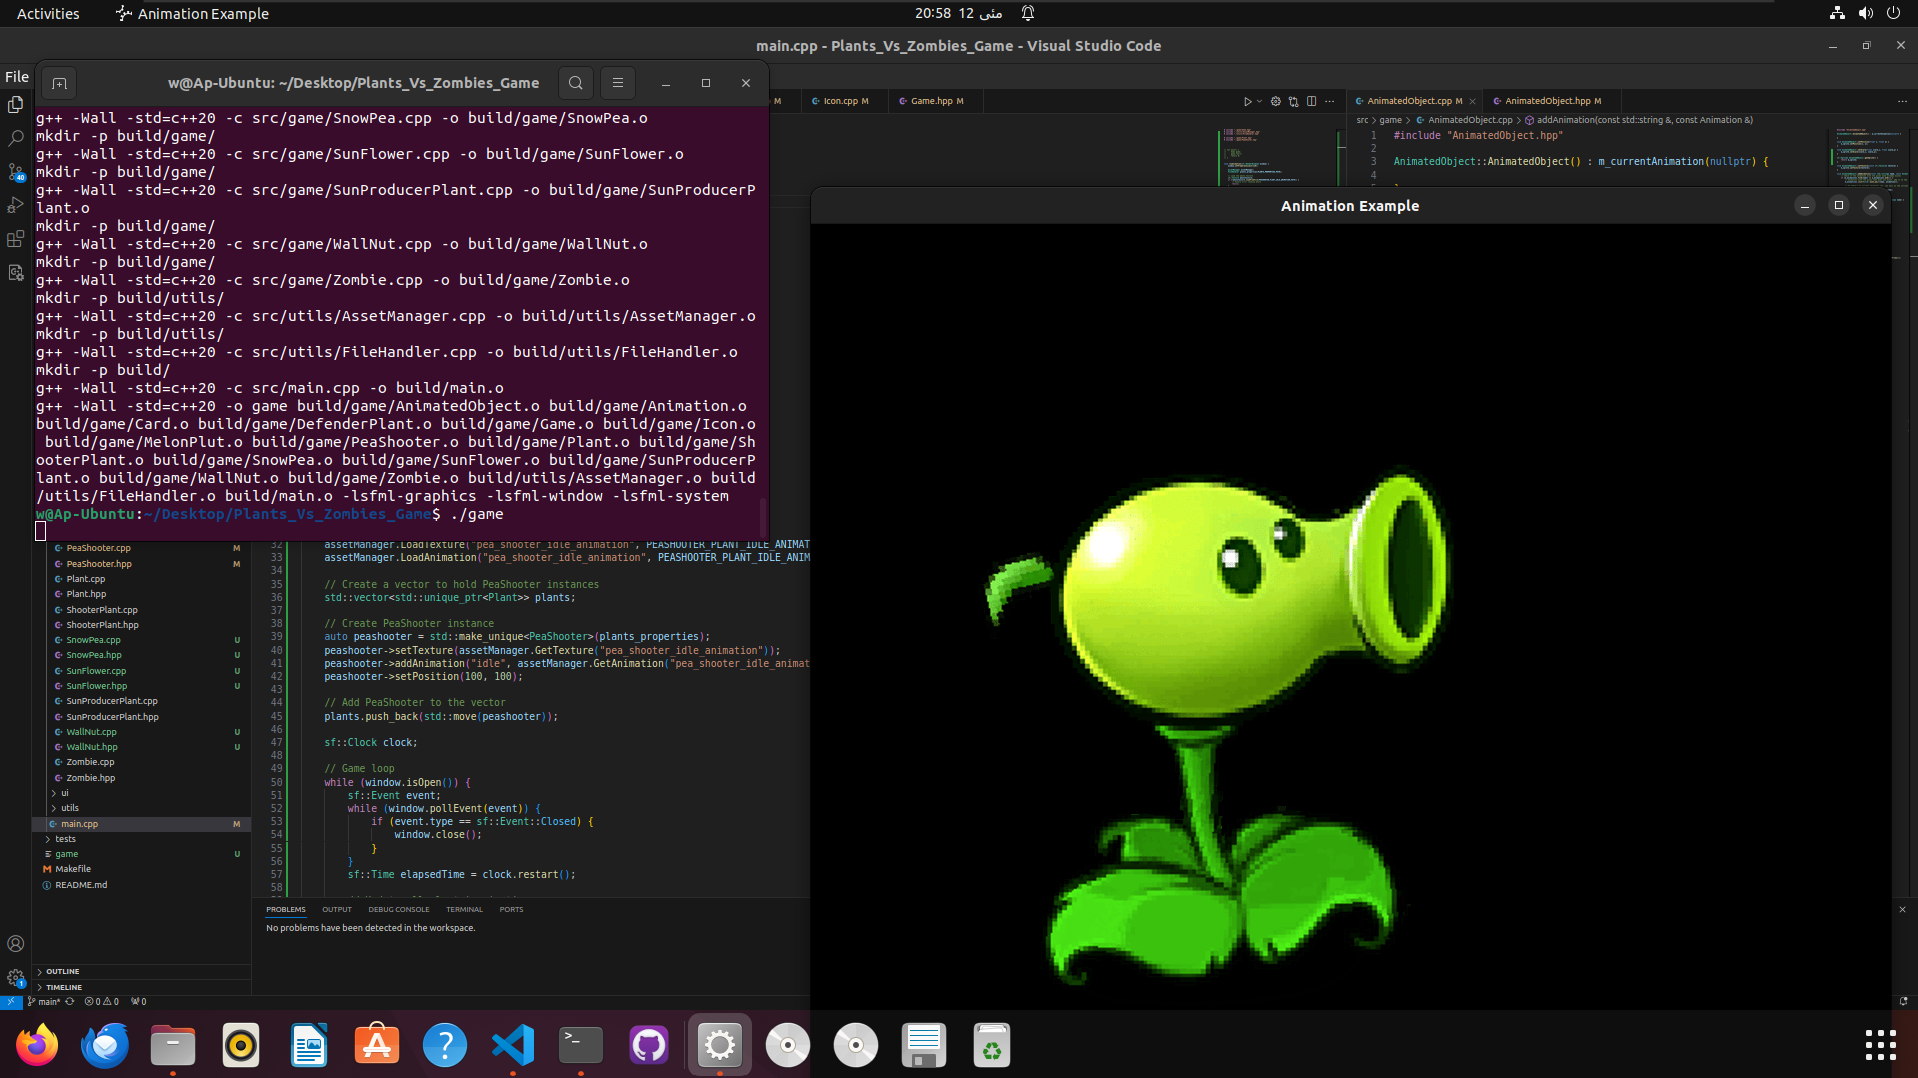 Activities
Animation Example
20:58 12 مئی
main.cpp - Plants_Vs_Zombies_Game - Visual Studio Code
File
w@Ap-Ubuntu: ~/Desktop/Plants_Vs_Zombies_Game
g++ -Wall -std=c++20 -c src/game/SnowPea.cpp -o build/game/SnowPea.o
mkdir -p build/game/
g++ -Wall -std=c++20 -c src/game/SunFlower.cpp -o build/game/SunFlower.o
mkdir -p build/game/
g++ -Wall -std=c++20 -c src/game/SunProducerPlant.cpp -o build/game/SunProducerP
lant.o
mkdir -p build/game/
g++ -Wall -std=c++20 -c src/game/WallNut.cpp -o build/game/WallNut.o
mkdir -p build/game/
g++ -Wall -std=c++20 -c src/game/Zombie.cpp -o build/game/Zombie.o
mkdir -p build/utils/
g++ -Wall -std=c++20 -c src/utils/AssetManager.cpp -o build/utils/AssetManager.o
mkdir -p build/utils/
g++ -Wall -std=c++20 -c src/utils/FileHandler.cpp -o build/utils/FileHandler.o
mkdir -p build/
g++ -Wall -std=c++20 -c src/main.cpp -o build/main.o
g++ -Wall -std=c++20 -o game build/game/AnimatedObject.o build/game/Animation.o
build/game/Card.o build/game/DefenderPlant.o build/game/Game.o build/game/Icon.o
build/game/MelonPlut.o build/game/PeaShooter.o build/game/Plant.o build/game/Sh
ooterPlant.o build/game/SnowPea.o build/game/SunFlower.o build/game/SunProducerP
lant.o build/game/WallNut.o build/game/Zombie.o build/utils/AssetManager.o build
/utils/FileHandler.o build/main.o -lsfml-graphics -lsfml-window -lsfml-system
w@Ap-Ubuntu:~/Desktop/Plants_Vs_Zombies_Game$ ./game
M
Icon.cpp M
Game.hpp M
AnimatedObject.cpp M
AnimatedObject.hpp M
src > game > AnimatedObject.cpp > addAnimation(const std::string &, const Animation &)
1 #include "AnimatedObject.hpp"
2
3 AnimatedObject::AnimatedObject() : m_currentAnimation(nullptr) {
4
Animation Example
40
PeaShooter.cpp M
PeaShooter.hpp M
Plant.cpp
Plant.hpp
ShooterPlant.cpp
ShooterPlant.hpp
SnowPea.cpp U
SnowPea.hpp U
SunFlower.cpp U
SunFlower.hpp U
SunProducerPlant.cpp
SunProducerPlant.hpp
WallNut.cpp U
WallNut.hpp U
Zombie.cpp
Zombie.hpp
ui
utils
main.cpp M
tests
game U
Makefile
README.md
OUTLINE
TIMELINE
32 assetManager.LoadTexture("pea_shooter_idle_animation", PEASHOOTER_PLANT_IDLE_ANIMAT
33 assetManager.LoadAnimation("pea_shooter_idle_animation", PEASHOOTER_PLANT_IDLE_ANIM
34
35 // Create a vector to hold PeaShooter instances
36 std::vector<std::unique_ptr<Plant>> plants;
37
38 // Create PeaShooter instance
39 auto peashooter = std::make_unique<PeaShooter>(plants_properties);
40 peashooter->setTexture(assetManager.GetTexture("pea_shooter_idle_animation"));
41 peashooter->addAnimation("idle", assetManager.GetAnimation("pea_shooter_idle_animat
42 peashooter->setPosition(100, 100);
43
44 // Add PeaShooter to the vector
45 plants.push_back(std::move(peashooter));
46
47 sf::Clock clock;
48
49 // Game loop
50 while (window.isOpen()) {
51 sf::Event event;
52 while (window.pollEvent(event)) {
53 if (event.type == sf::Event::Closed) {
54 window.close();
55 }
56 }
57 sf::Time elapsedTime = clock.restart();
58
PROBLEMS OUTPUT DEBUG CONSOLE TERMINAL PORTS
No problems have been detected in the workspace.
1
main* 0 0 0